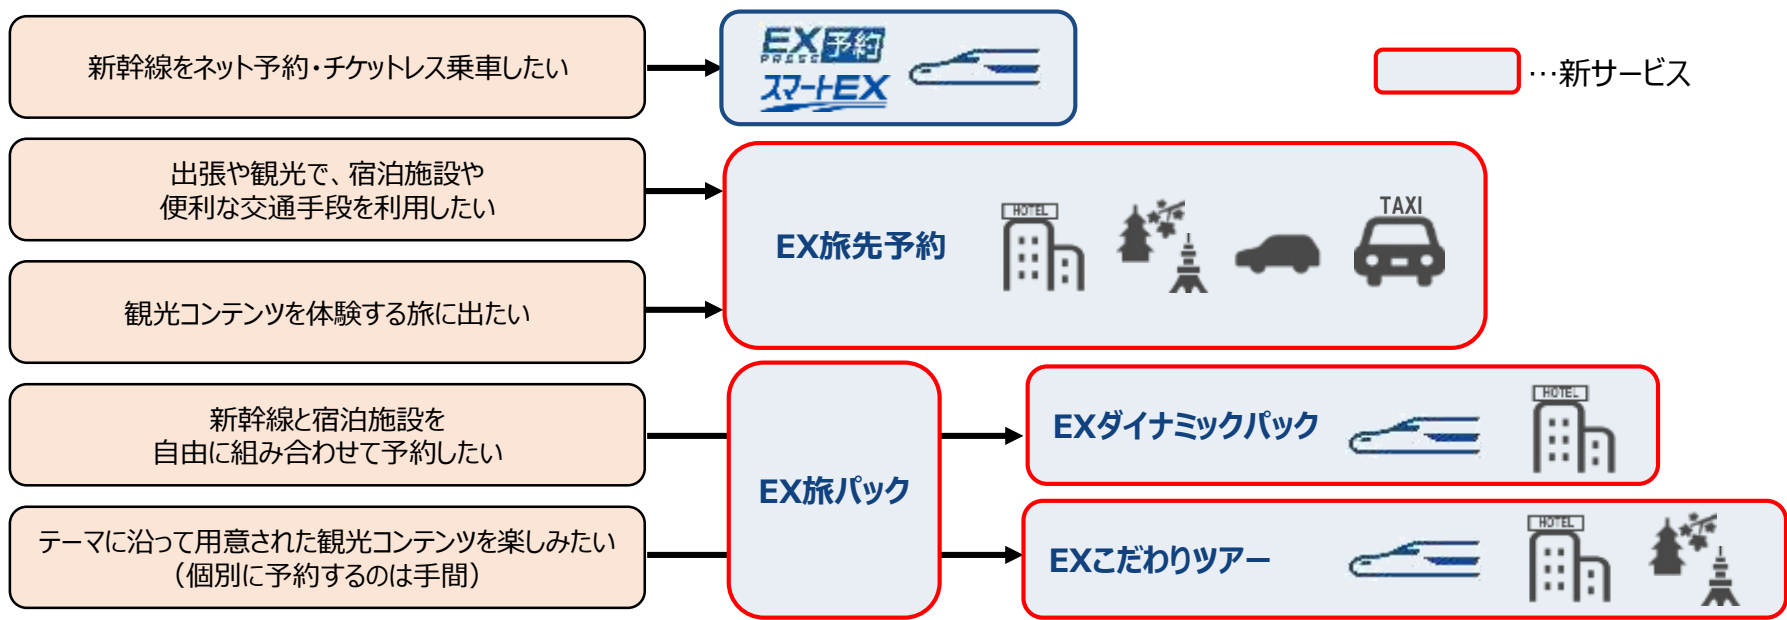 新幹線をネット予約・チケットレス乗車したい
EX予約
PRESS
スマートEX
…新サービス
出張や観光で、宿泊施設や
便利な交通手段を利用したい
観光コンテンツを体験する旅に出たい
EX旅先予約
HOTEL
TAXI
新幹線と宿泊施設を
自由に組み合わせて予約したい
テーマに沿って用意された観光コンテンツを楽しみたい
（個別に予約するのは手間）
EX旅パック
EXダイナミックパック
HOTEL
EXこだわりツアー
HOTEL